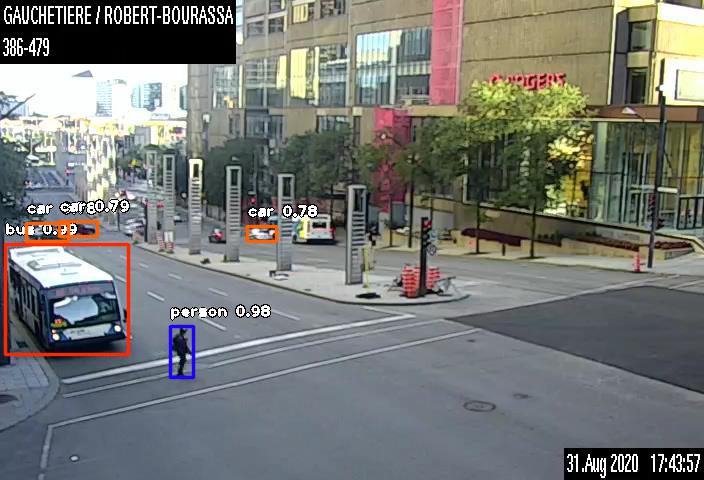 GAUCHETIERE / ROBERT-BOURASSA
386-479
ROGERS
car 0.79
car 0.78
bus 0.99
person 0.98
31.Aug 2020 17:43:57